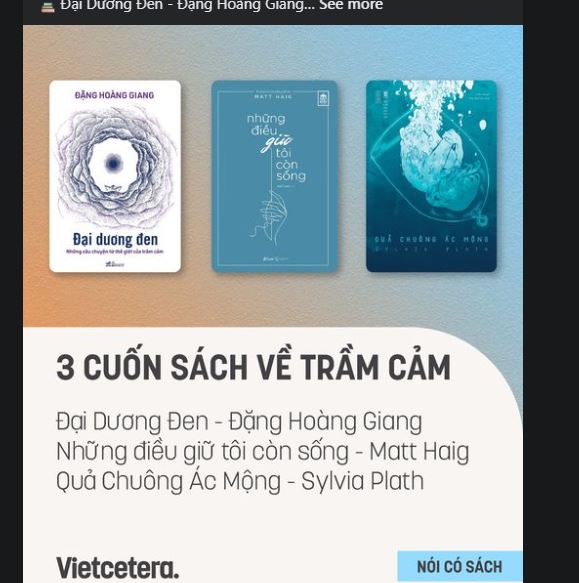 Đại Dương Đen - Đặng Hoàng Giang... See more
ĐẶNG HOÀNG GIANG
Đại dương đen
Những câu chuyện từ thế giới của trầm cảm
MATT HAIG
những
điều
giữ
tôi
còn
sống
QUẢ CHUÔNG ÁC MỘNG
SYLVIA PLATH
3 CUỐN SÁCH VỀ TRẦM CẢM
Đại Dương Đen - Đặng Hoàng Giang
Những điều giữ tôi còn sống - Matt Haig
Quả Chuông Ác Mộng - Sylvia Plath
Vietcetera.
NÓI CÓ SÁCH